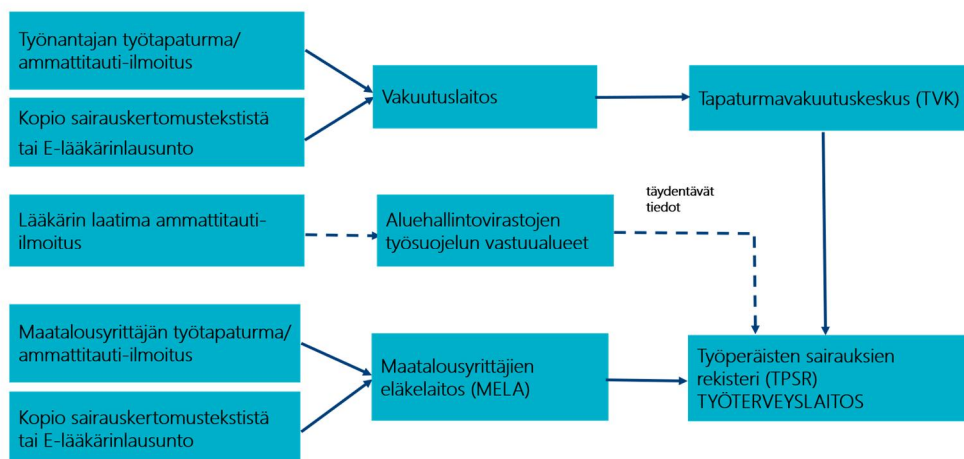 Työnantajan työtapaturma/
ammattitauti-ilmoitus
Kopio sairauskertomustekstistä
tai E-lääkärinlausunto
Vakuutuslaitos
Tapaturmavakuutuskeskus (TVK)
Lääkärin laatima ammattitauti-
ilmoitus
Aluehallintovirastojen
työsuojelun vastuualueet
täydentävät
tiedot
Maatalousyrittäjän työtapaturma/
ammattitauti-ilmoitus
Kopio sairauskertomustekstistä
tai E-lääkärinlausunto
Maatalousyrittäjien
eläkelaitos (MELA)
Työperäisten sairauksien
rekisteri (TPSR)
TYÖTERVEYSLAITOS